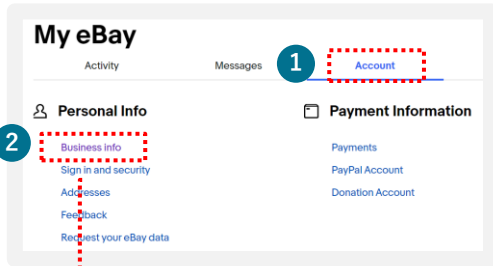 My eBay
Activity Messages 1 Account
Personal Info
2 Business info
Sign in and security
Addresses
Feedback
Request your eBay data
Payment Information
Payments
PayPal Account
Donation Account